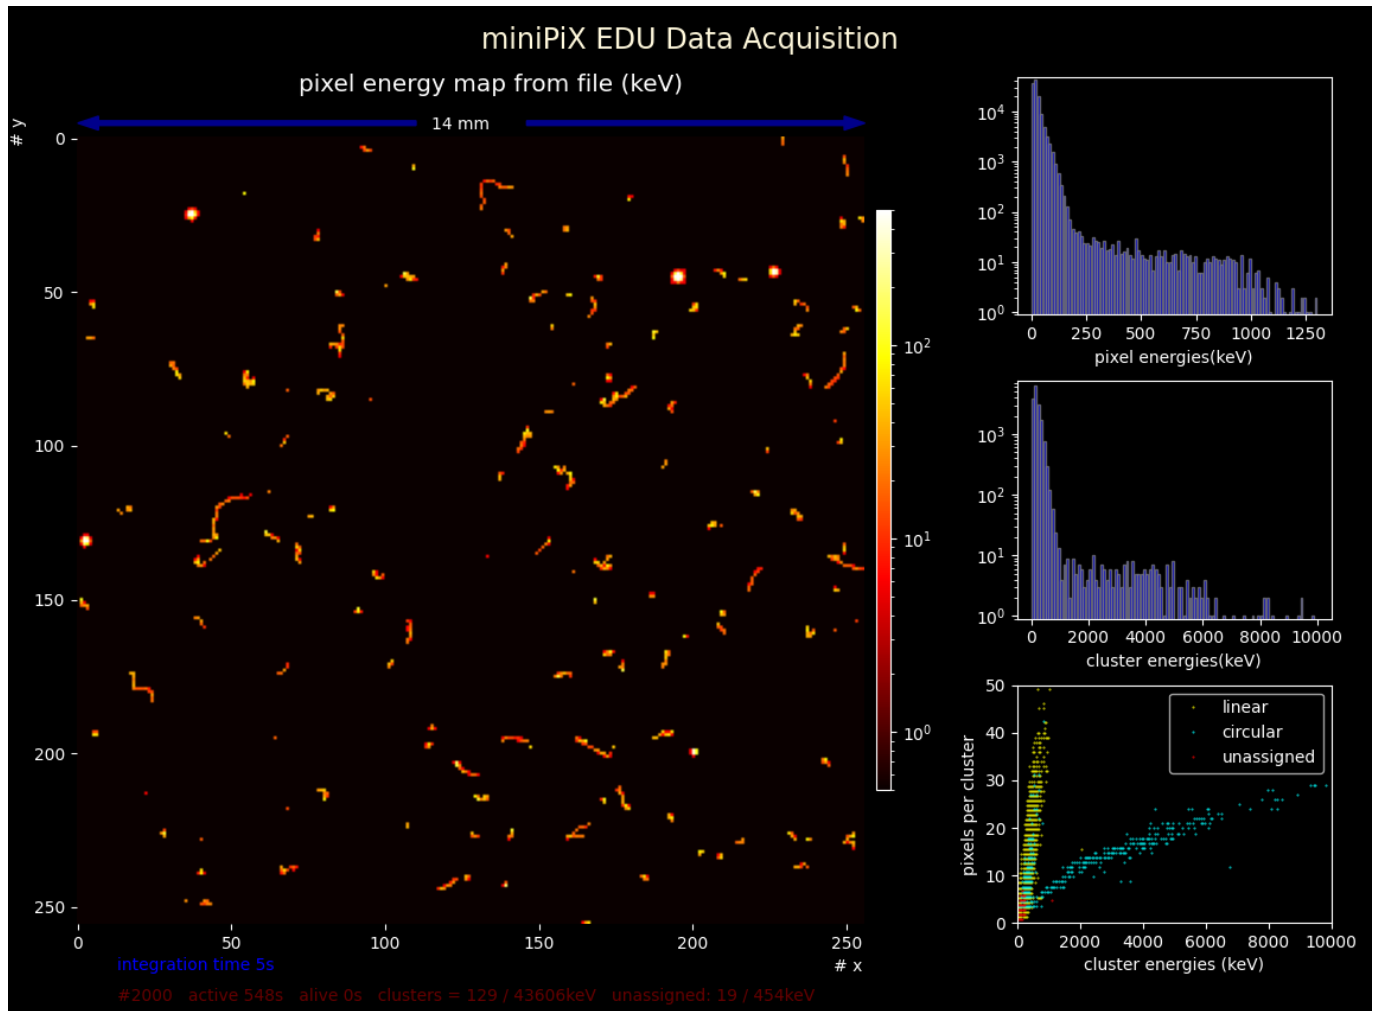 miniPiX EDU Data Acquisition
pixel energy map from file (keV)
14 mm
# y
0
50
100
150
200
250
0 50 100 150 200 250
# x
integration time 5s
#2000 active 548s alive 0s clusters = 129 / 43606keV unassigned: 19 / 454keV
10²
10¹
10⁰
10⁴
10³
10²
10¹
10⁰
0 250 500 750 1000 1250
pixel energies(keV)
10³
10²
10¹
10⁰
0 2000 4000 6000 8000 10000
cluster energies(keV)
pixels per cluster
50
40
30
20
10
0
linear
circular
unassigned
0 2000 4000 6000 8000 10000
cluster energies (keV)